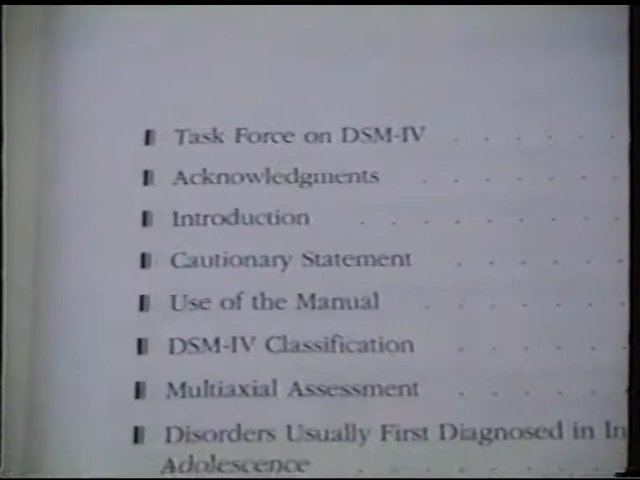 Task Force on DSM-IV . . . . .
Acknowledgments . . . . .
Introduction . . . . . . .
Cautionary Statement . . . . .
Use of the Manual . . . . .
DSM-IV Classification . . . . .
Multiaxial Assessment . . . . .
Disorders Usually First Diagnosed in In
Adolescence . . . . . . .